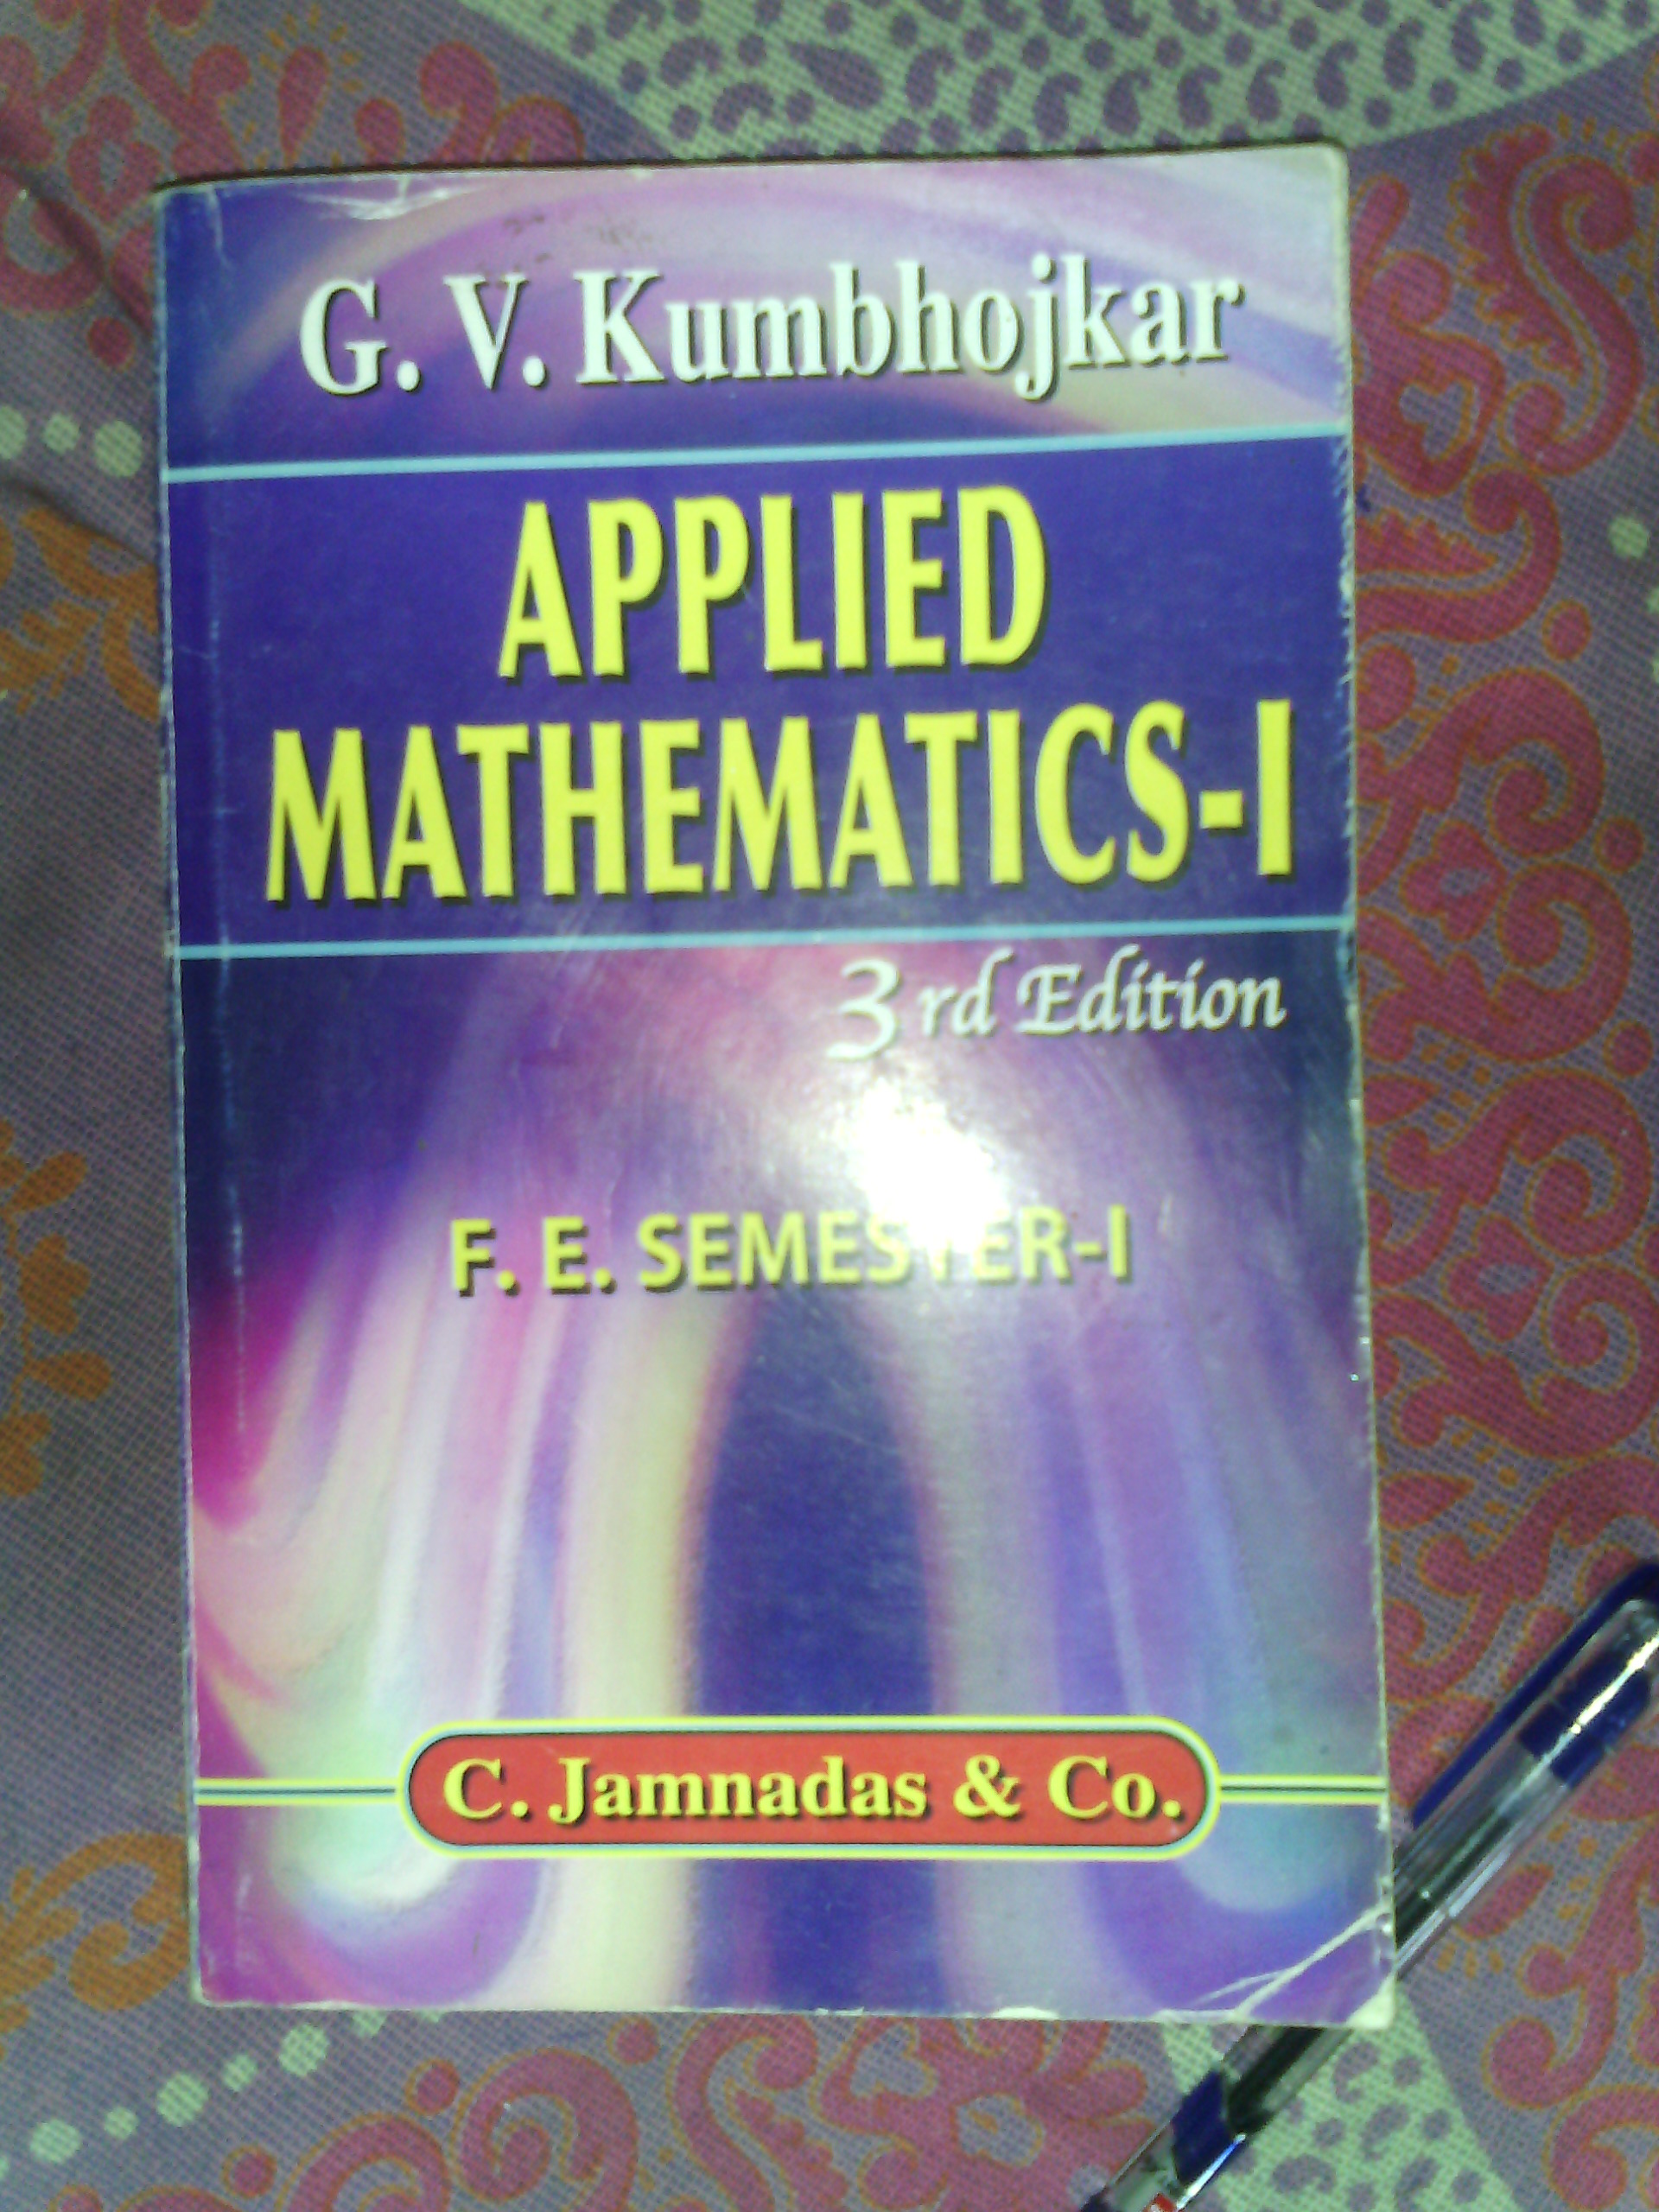 G. V. Kumbhojkar
APPLIED
MATHEMATICS-I
3rd Edition
F. E. SEMESTER-I
C. Jamnadas & Co.